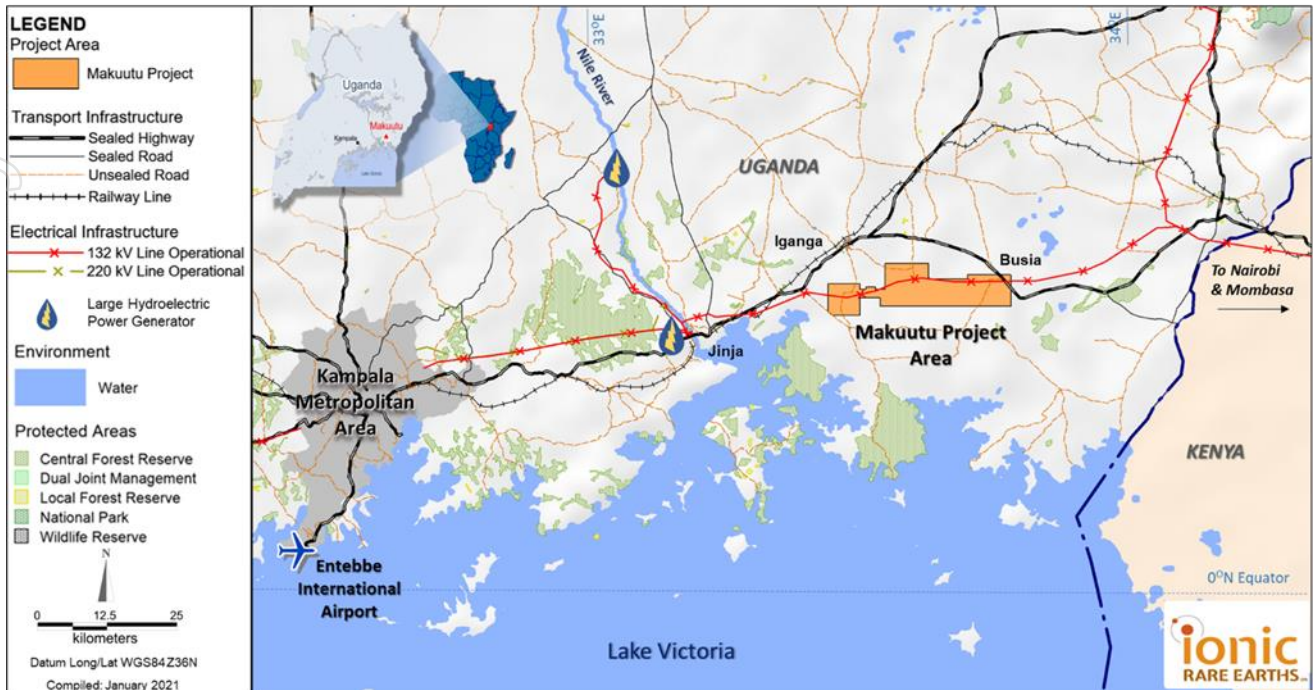 LEGEND
Project Area
Makuutu Project
Transport Infrastructure
Sealed Highway
Sealed Road
Unsealed Road
Railway Line
Electrical Infrastructure
132 kV Line Operational
220 kV Line Operational
Large Hydroelectric
Power Generator
Environment
Water
Protected Areas
Central Forest Reserve
Dual Joint Management
Local Forest Reserve
National Park
Wildlife Reserve
N
0 12.5 25
kilometers
Datum Long/Lat WGS84 Z36N
Compiled: January 2021
Uganda
Kampala
Makuutu
33°E
34°E
Nile River
UGANDA
Iganga
Busia
To Nairobi
& Mombasa
Makuutu Project
Area
Jinja
Kampala
Metropolitan
Area
KENYA
Entebbe
International
Airport
0°N Equator
Lake Victoria
ionic
RARE EARTHS